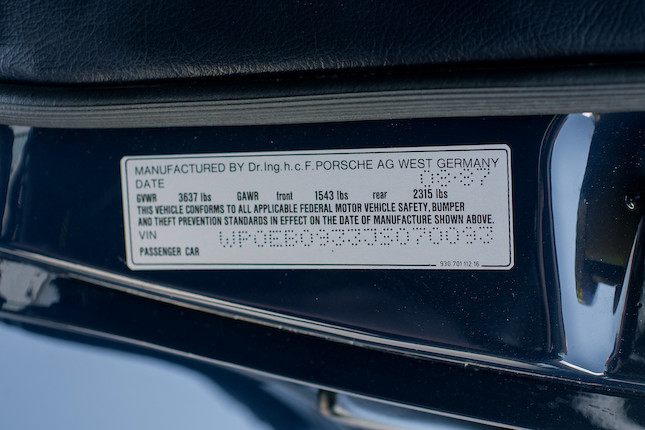 MANUFACTURED BY Dr.Ing.h.c.F.PORSCHE AG WEST GERMANY
DATE 08-87
GVWR 3637 lbs GAWR front 1543 lbs rear 2315 lbs
THIS VEHICLE CONFORMS TO ALL APPLICABLE FEDERAL MOTOR VEHICLE SAFETY, BUMPER
AND THEFT PREVENTION STANDARDS IN EFFECT ON THE DATE OF MANUFACTURE SHOWN ABOVE.
VIN WP0EB0933JS070093
PASSENGER CAR
930.701.112.16